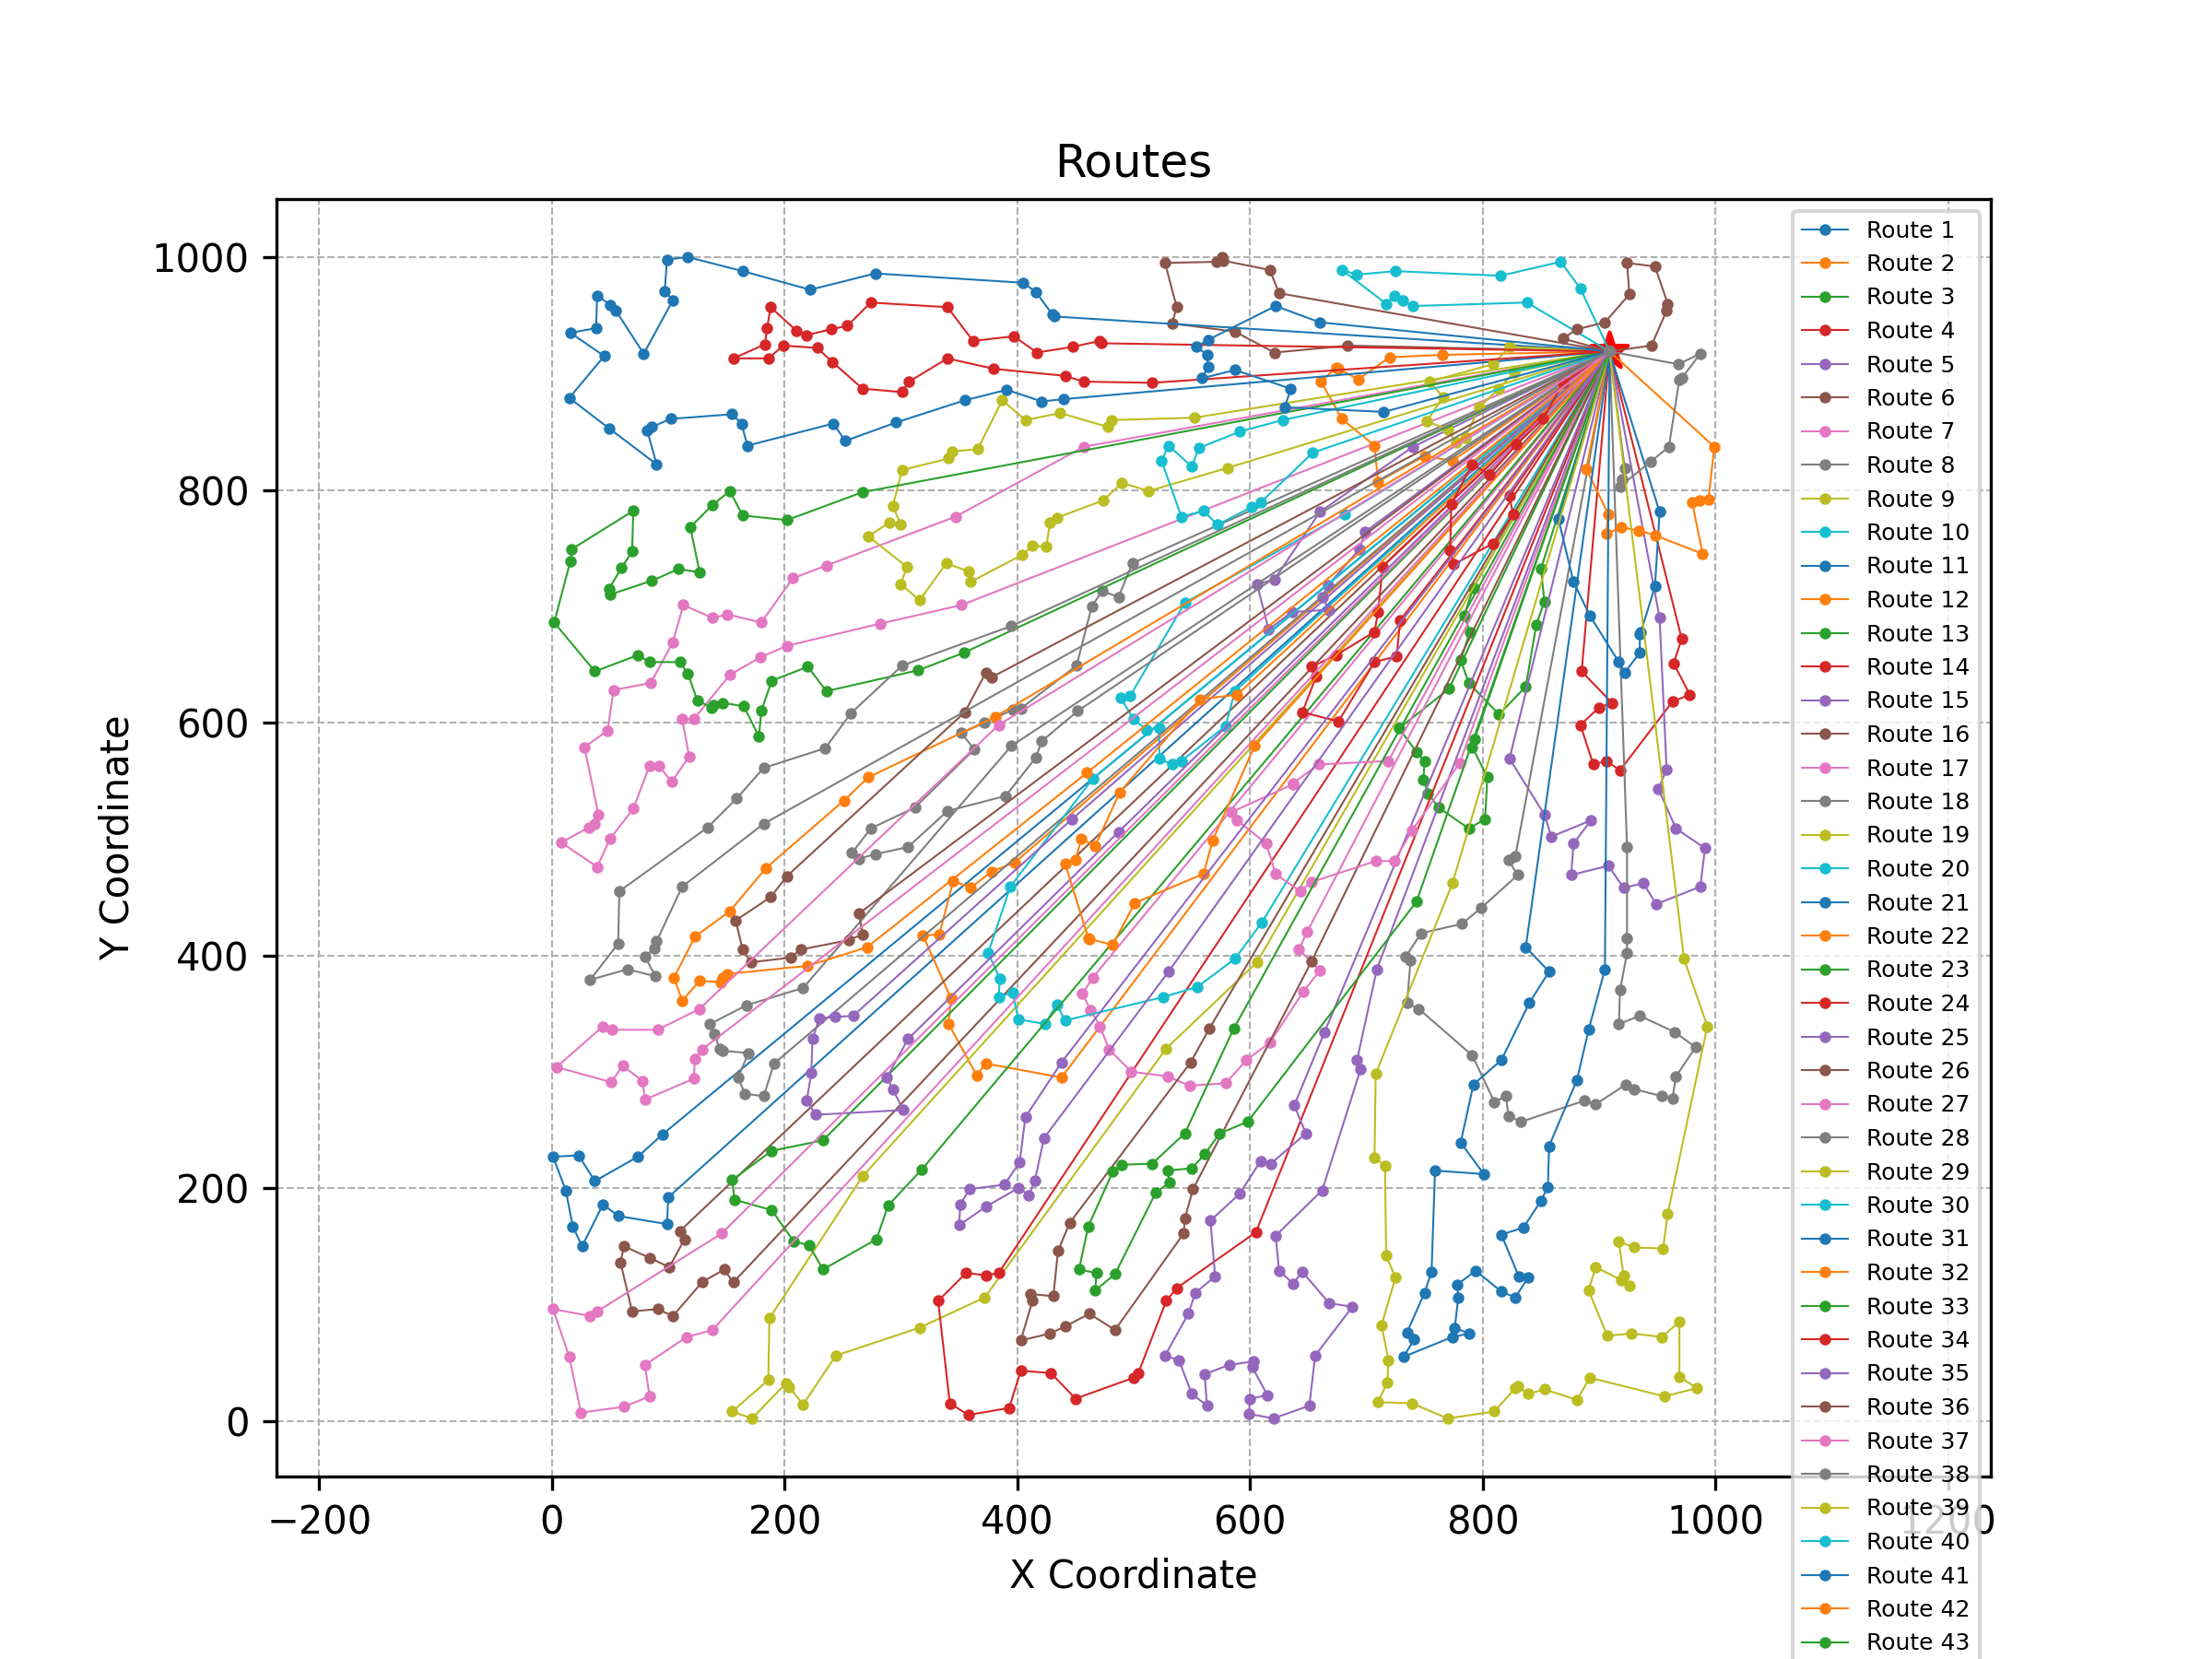 Routes
1000
800
600
400
200
0
Y Coordinate
−200
0
200
400
600
800
1000
1200
X Coordinate
Route 1
Route 2
Route 3
Route 4
Route 5
Route 6
Route 7
Route 8
Route 9
Route 10
Route 11
Route 12
Route 13
Route 14
Route 15
Route 16
Route 17
Route 18
Route 19
Route 20
Route 21
Route 22
Route 23
Route 24
Route 25
Route 26
Route 27
Route 28
Route 29
Route 30
Route 31
Route 32
Route 33
Route 34
Route 35
Route 36
Route 37
Route 38
Route 39
Route 40
Route 41
Route 42
Route 43